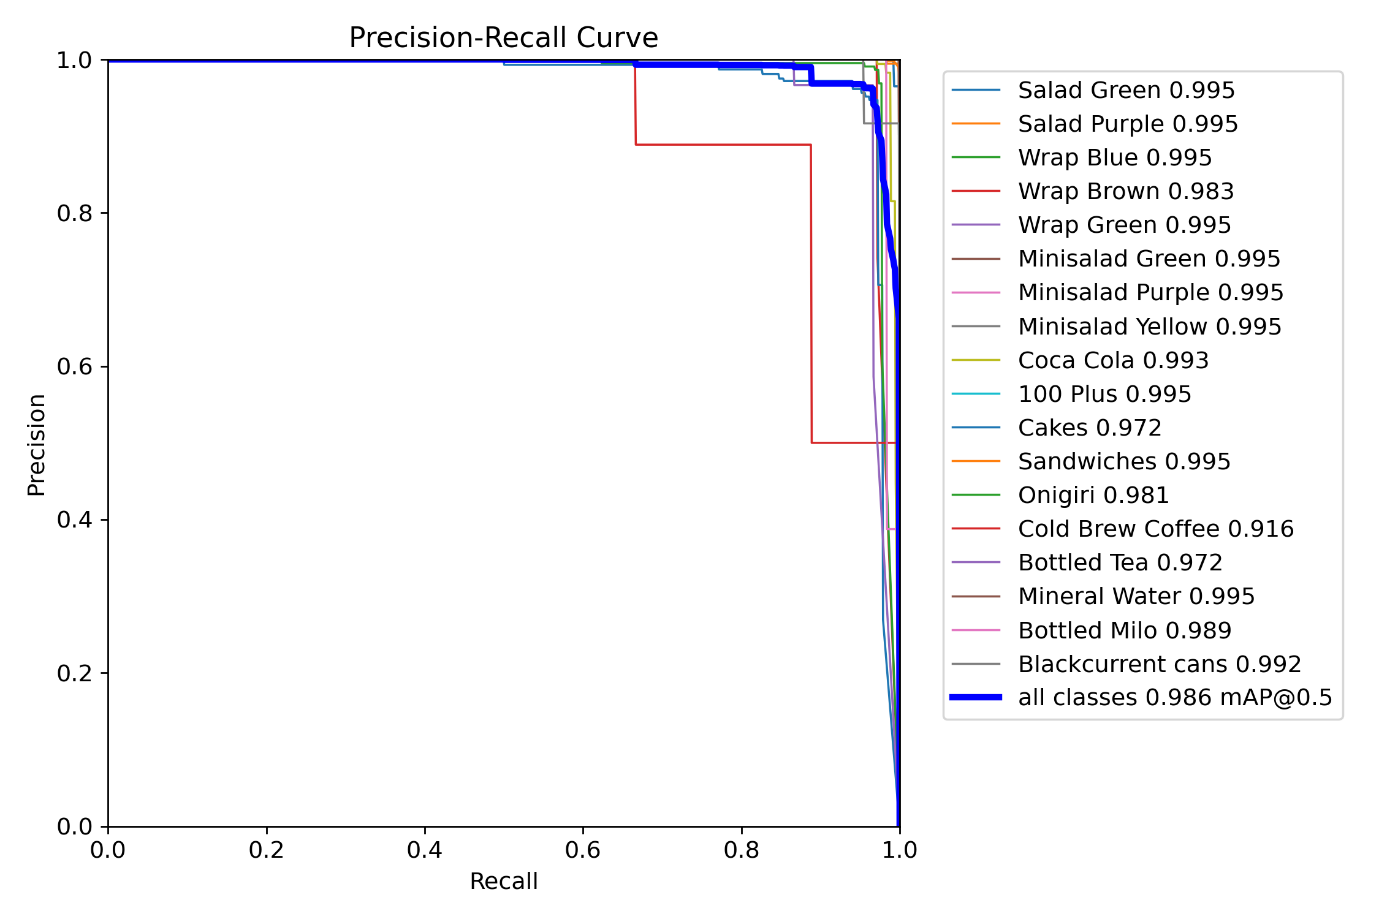 Precision-Recall Curve
1.0
0.8
0.6
0.4
0.2
0.0
Precision
0.0 0.2 0.4 0.6 0.8 1.0
Recall
Salad Green 0.995
Salad Purple 0.995
Wrap Blue 0.995
Wrap Brown 0.983
Wrap Green 0.995
Minisalad Green 0.995
Minisalad Purple 0.995
Minisalad Yellow 0.995
Coca Cola 0.993
100 Plus 0.995
Cakes 0.972
Sandwiches 0.995
Onigiri 0.981
Cold Brew Coffee 0.916
Bottled Tea 0.972
Mineral Water 0.995
Bottled Milo 0.989
Blackcurrent cans 0.992
all classes 0.986 mAP@0.5